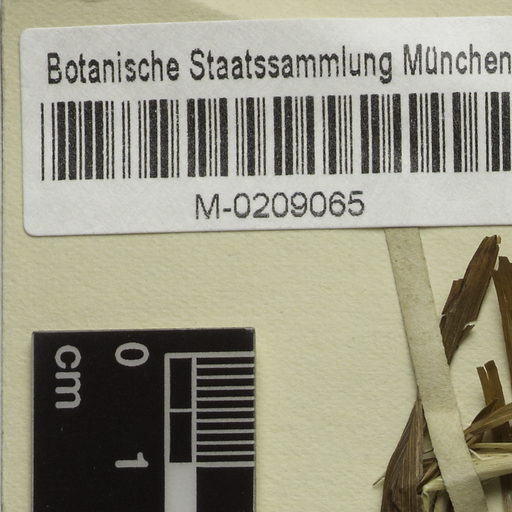 Botanische Staatssammlung München
M-0209065
cm
0
1